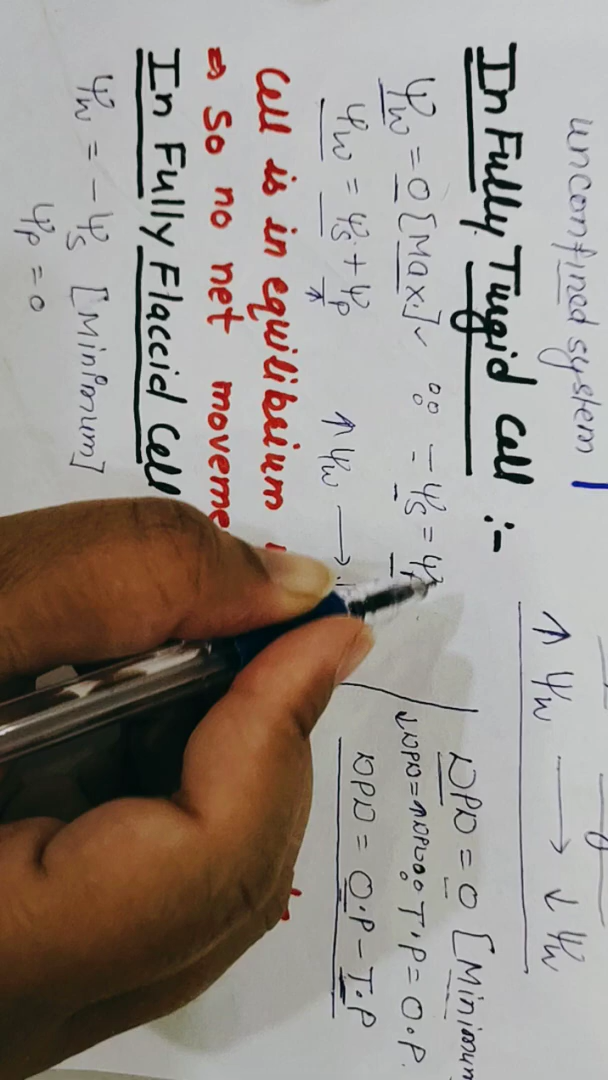 unconfined system
↑ Ψw ⟶ ↓ Ψw
In Fully Turgid Cell :-
Ψw = 0 [Max.] ✓ ∴ - Ψs = Ψp
DPD = 0 [Minimum
Ψw = Ψs + Ψp
↑ Ψw ⟶
T.P = O.P.
DPD = O.P - T.P
Cell is in equilibrium
⇒ So no net moveme
In Fully Flaccid Cell
Ψw = - Ψs [Minimum]
Ψp = 0